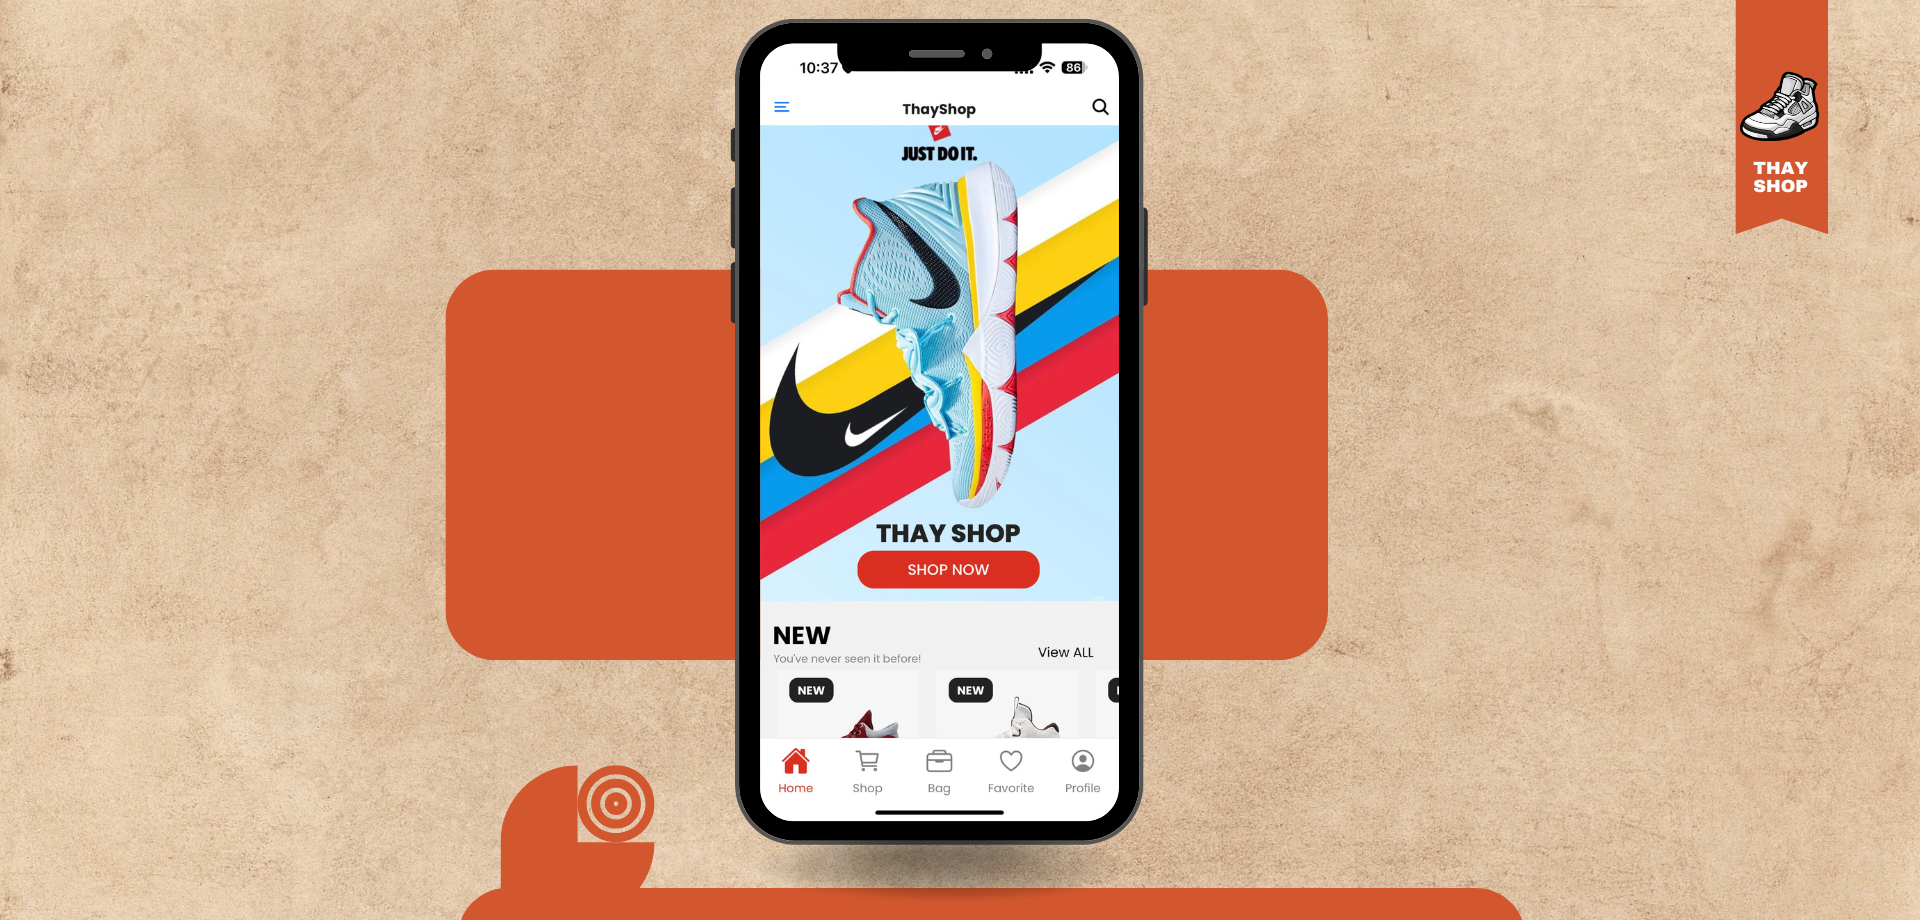 10:37
86
ThayShop
JUST DO IT.
THAY SHOP
SHOP NOW
NEW
You've never seen it before!
View ALL
NEW
NEW
Home
Shop
Bag
Favorite
Profile
THAY
SHOP